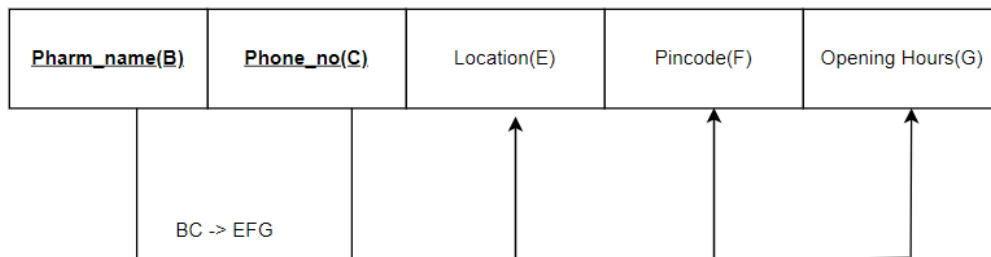 Pharm_name(B)
Phone_no(C)
Location(E)
Pincode(F)
Opening Hours(G)
BC -> EFG